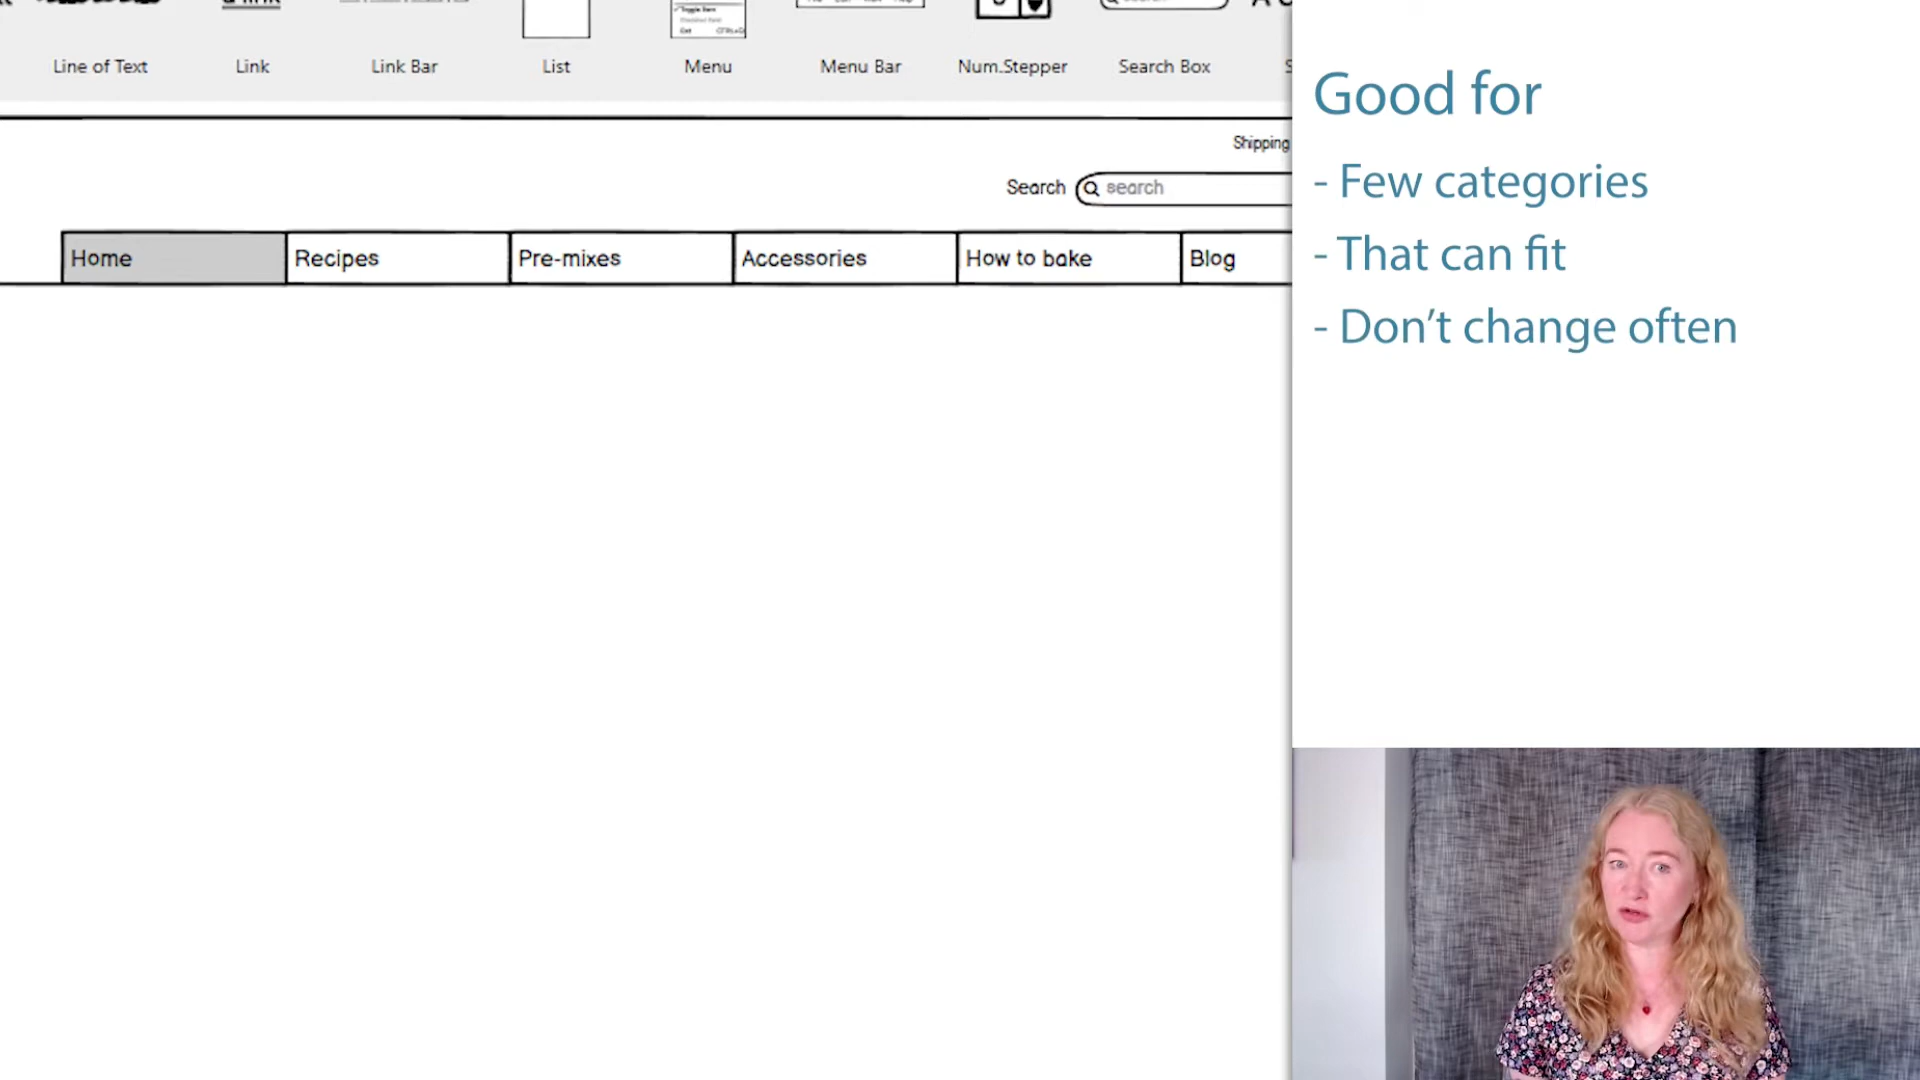 Line of Text
Link
Link Bar
List
Menu
Menu Bar
Num.Stepper
Search Box
Shipping
Search
search
Home
Recipes
Pre-mixes
Accessories
How to bake
Blog
Good for
- Few categories
- That can fit
- Don’t change often